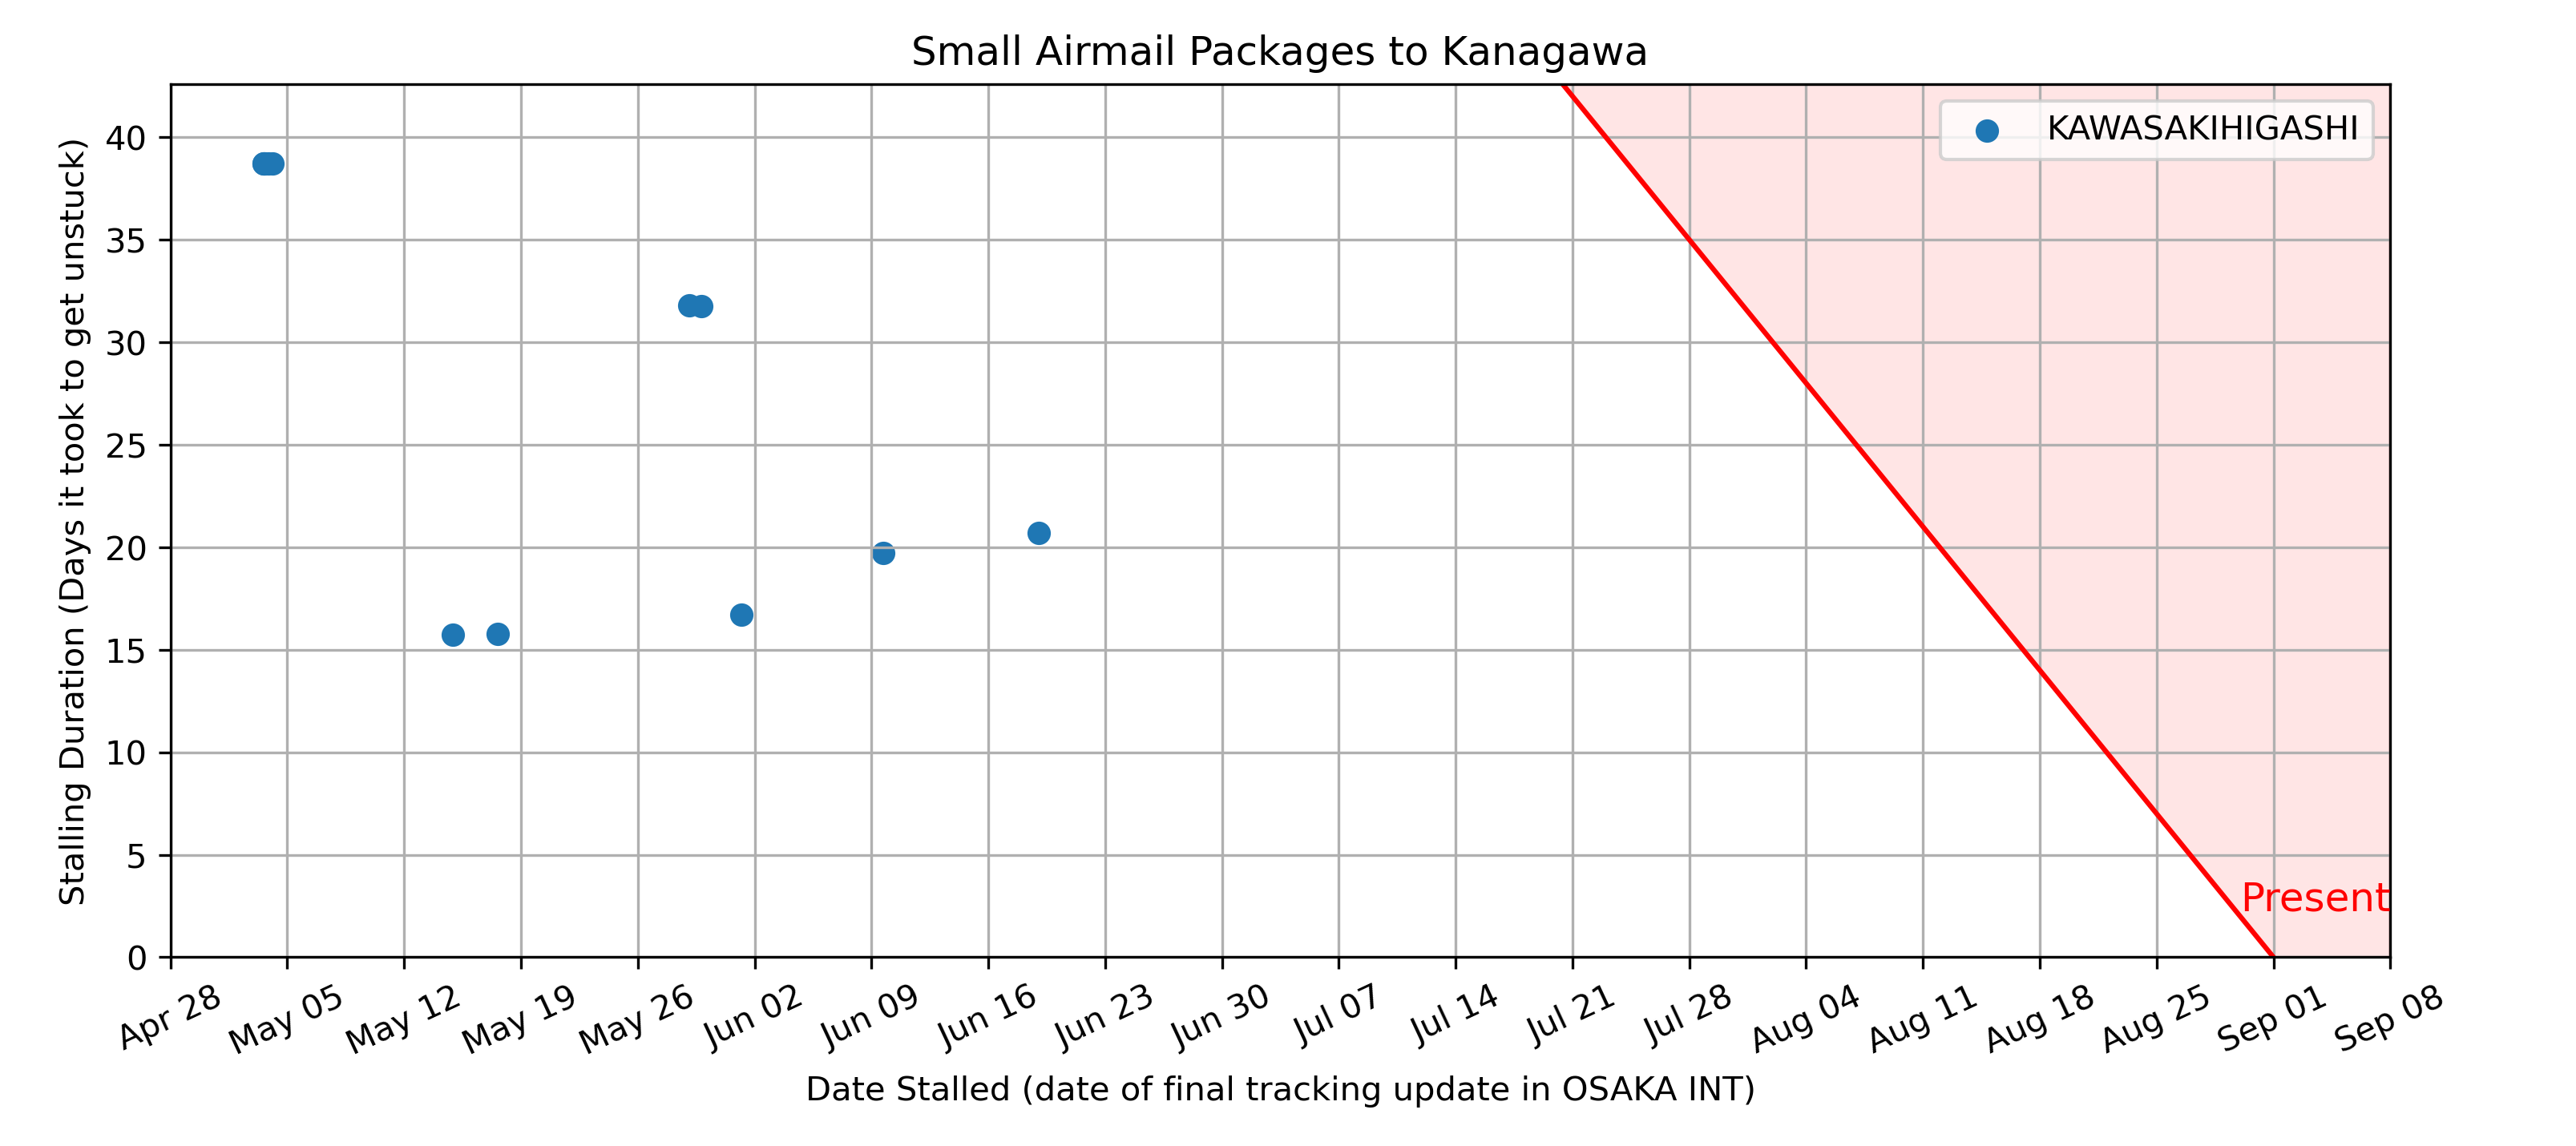 Small Airmail Packages to Kanagawa
KAWASAKIHIGASHI
Stalling Duration (Days it took to get unstuck)
40
35
30
25
20
15
10
5
0
Present
Apr 28
May 05
May 12
May 19
May 26
Jun 02
Jun 09
Jun 16
Jun 23
Jun 30
Jul 07
Jul 14
Jul 21
Jul 28
Aug 04
Aug 11
Aug 18
Aug 25
Sep 01
Sep 08
Date Stalled (date of final tracking update in OSAKA INT)